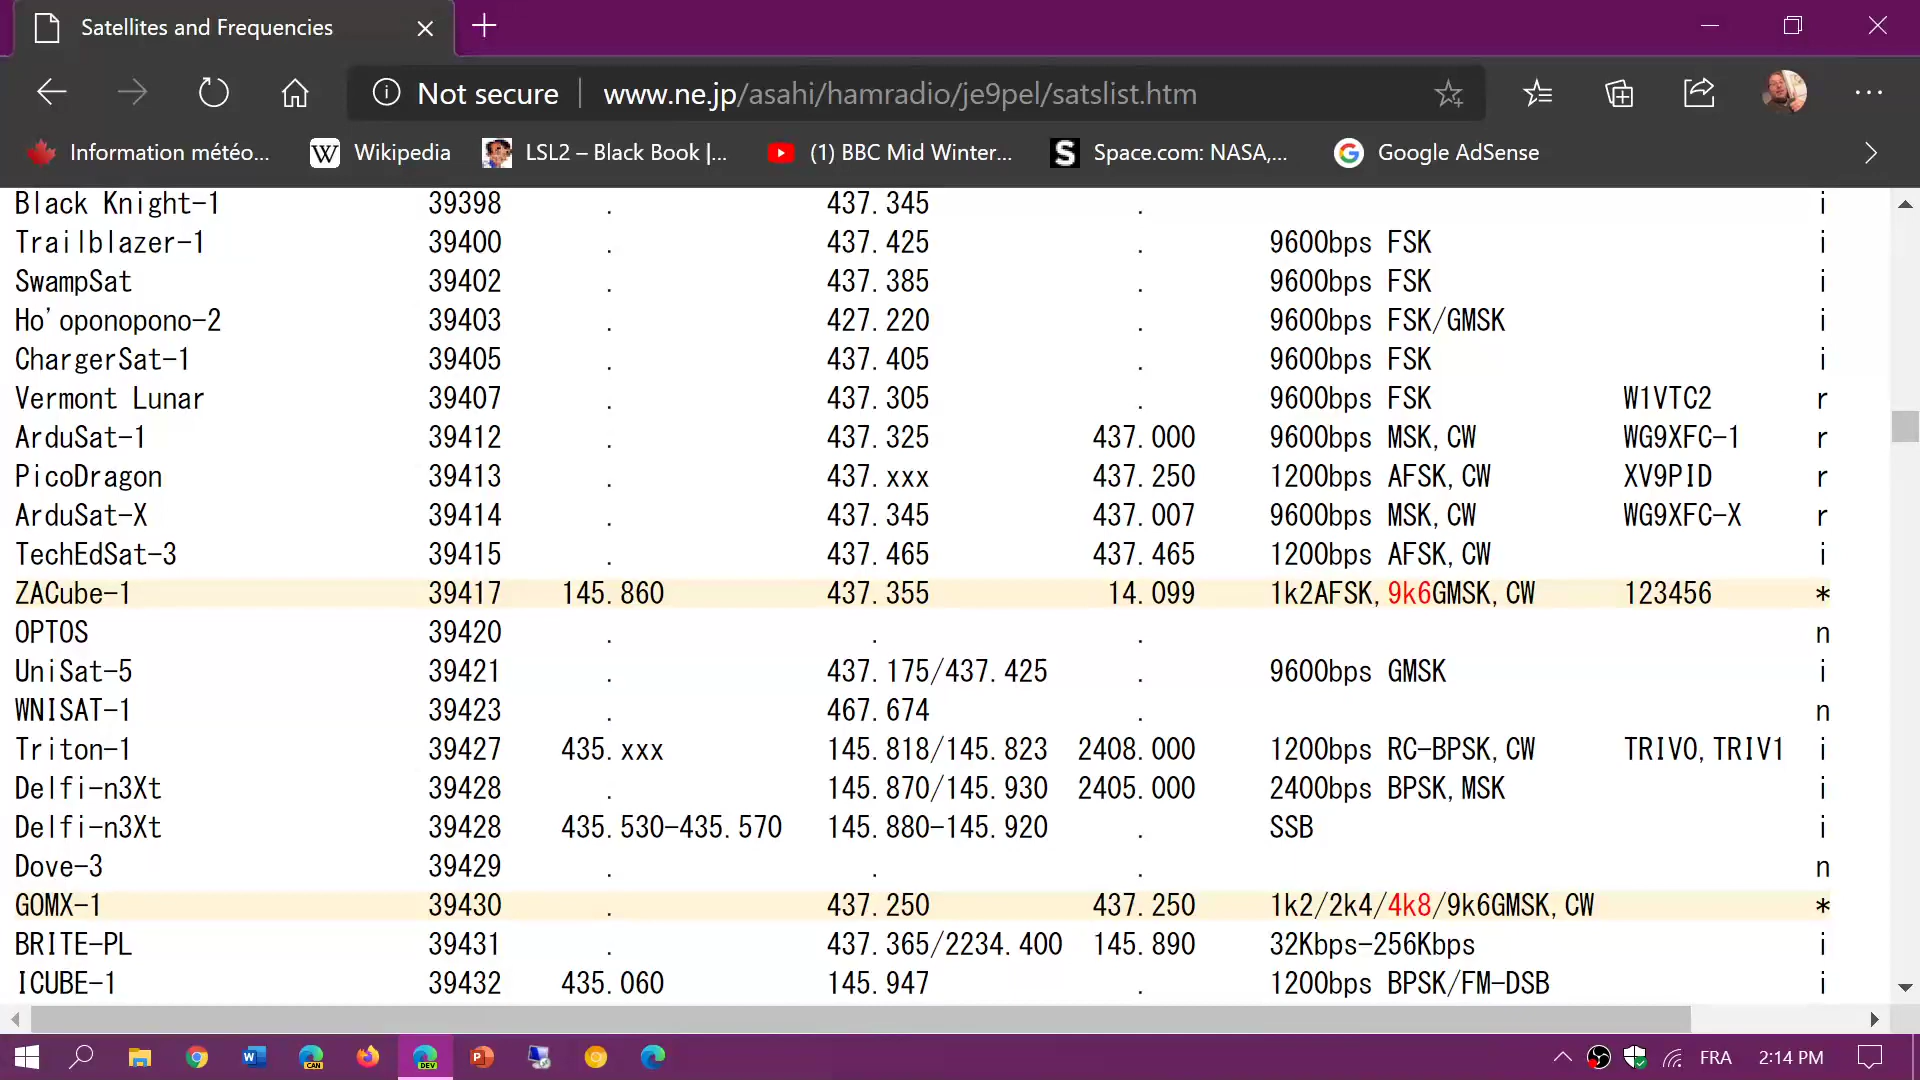 Satellites and Frequencies
Not secure www.ne.jp/asahi/hamradio/je9pel/satslist.htm
Information météo... Wikipedia LSL2 – Black Book |... (1) BBC Mid Winter... Space.com: NASA,... Google AdSense
Black Knight-1 39398 . 437.345 . i
Trailblazer-1 39400 . 437.425 . 9600bps FSK i
SwampSat 39402 . 437.385 . 9600bps FSK i
Ho'oponopono-2 39403 . 427.220 . 9600bps FSK/GMSK i
ChargerSat-1 39405 . 437.405 . 9600bps FSK i
Vermont Lunar 39407 . 437.305 . 9600bps FSK W1VTC2 r
ArduSat-1 39412 . 437.325 437.000 9600bps MSK,CW WG9XFC-1 r
PicoDragon 39413 . 437.xxx 437.250 1200bps AFSK,CW XV9PID r
ArduSat-X 39414 . 437.345 437.007 9600bps MSK,CW WG9XFC-X r
TechEdSat-3 39415 . 437.465 437.465 1200bps AFSK,CW i
ZACube-1 39417 145.860 437.355 14.099 1k2AFSK,9k6GMSK,CW 123456 *
OPTOS 39420 . . . n
UniSat-5 39421 . 437.175/437.425 . 9600bps GMSK i
WNISAT-1 39423 . 467.674 . n
Triton-1 39427 435.xxx 145.818/145.823 2408.000 1200bps RC-BPSK,CW TRIV0,TRIV1 i
Delfi-n3Xt 39428 . 145.870/145.930 2405.000 2400bps BPSK,MSK i
Delfi-n3Xt 39428 435.530-435.570 145.880-145.920 . SSB i
Dove-3 39429 . . . n
GOMX-1 39430 . 437.250 437.250 1k2/2k4/4k8/9k6GMSK,CW *
BRITE-PL 39431 . 437.365/2234.400 145.890 32Kbps-256Kbps i
ICUBE-1 39432 435.060 145.947 . 1200bps BPSK/FM-DSB i
CAN DEV FRA 2:14 PM